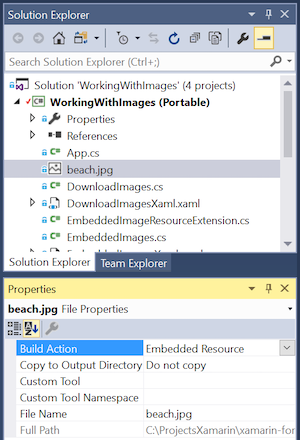 Solution Explorer
Search Solution Explorer (Ctrl+;)
Solution 'WorkingWithImages' (4 projects)
WorkingWithImages (Portable)
Properties
References
App.cs
beach.jpg
DownloadImages.cs
DownloadImagesXaml.xaml
EmbeddedImageResourceExtension.cs
EmbeddedImages.cs
Solution Explorer Team Explorer
Properties
beach.jpg File Properties
Build Action Embedded Resource
Copy to Output Directory Do not copy
Custom Tool
Custom Tool Namespace
File Name beach.jpg
Full Path C:\ProjectsXamarin\xamarin-for